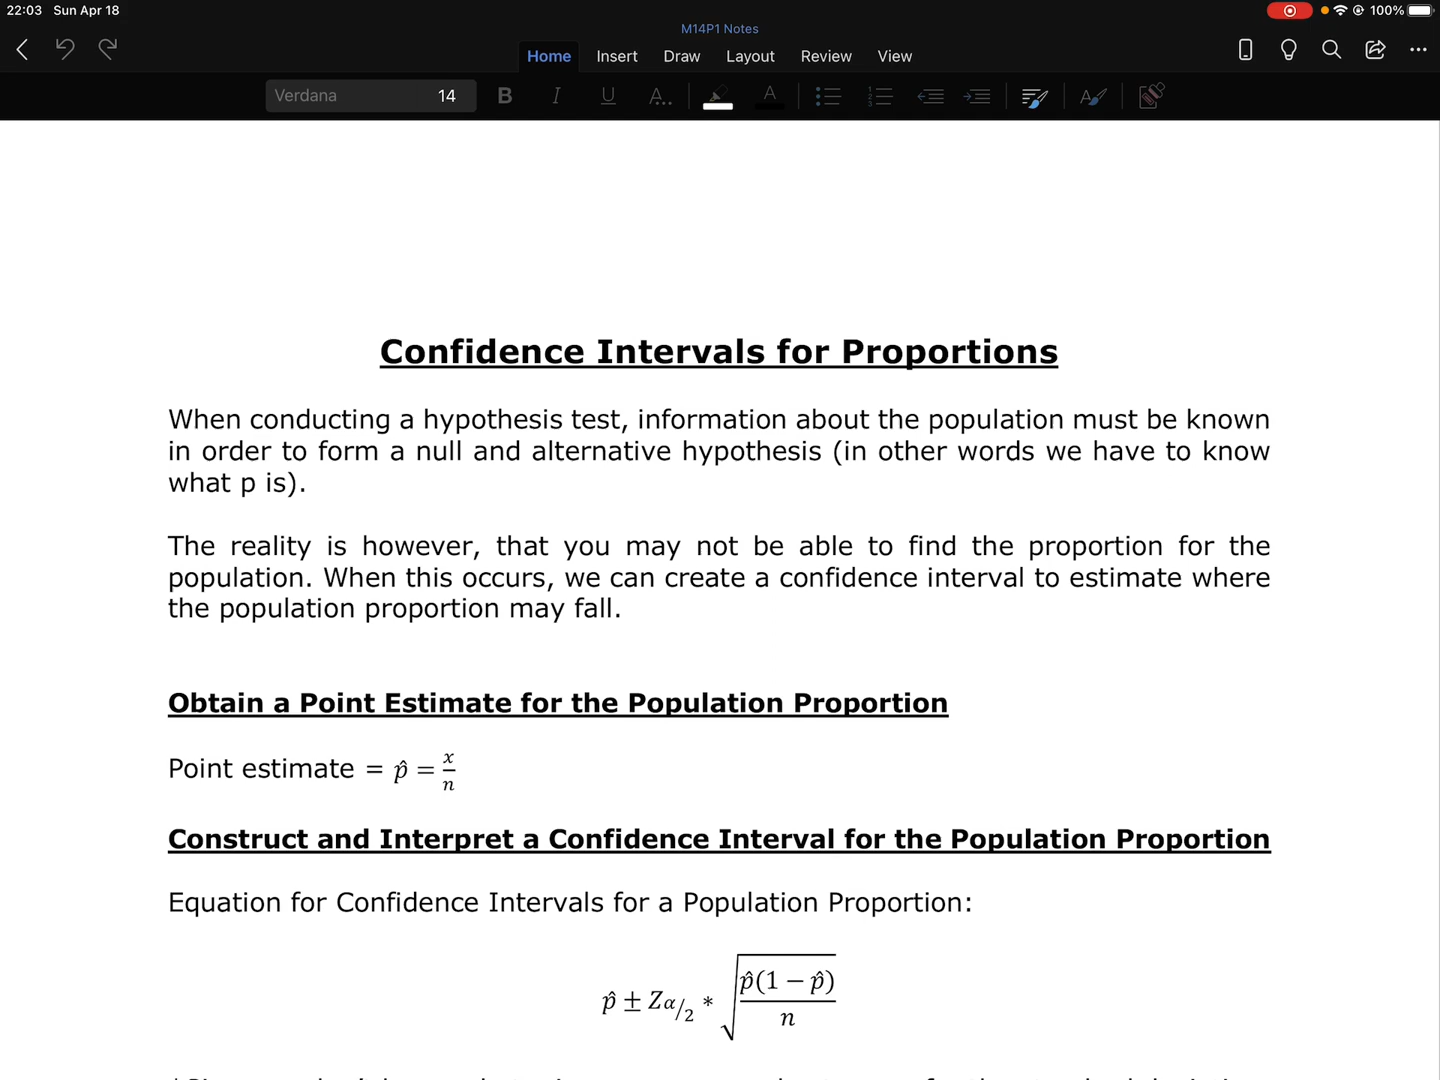 22:03 Sun Apr 18
100%
M14P1 Notes
Home Insert Draw Layout Review View
Verdana 14 B I U A.. A
Confidence Intervals for Proportions
When conducting a hypothesis test, information about the population must be known
in order to form a null and alternative hypothesis (in other words we have to know
what p is).
The reality is however, that you may not be able to find the proportion for the
population. When this occurs, we can create a confidence interval to estimate where
the population proportion may fall.
Obtain a Point Estimate for the Population Proportion
Point estimate = p̂ = x/n
Construct and Interpret a Confidence Interval for the Population Proportion
Equation for Confidence Intervals for a Population Proportion:
p̂ ± Zα/2 * √(p̂(1 − p̂)/n)